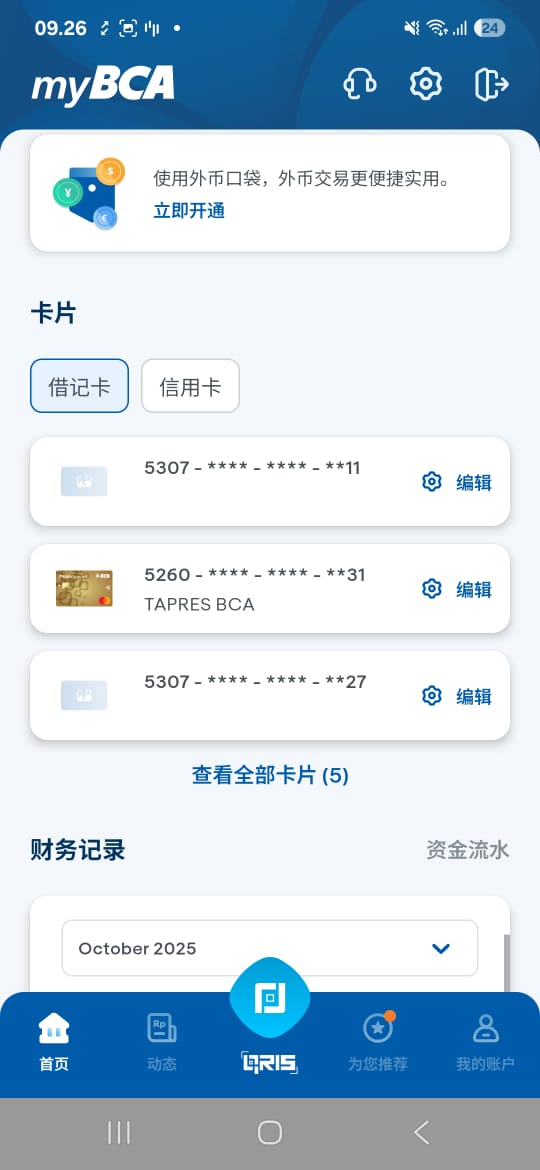 09.26
24
myBCA
使用外币口袋，外币交易更便捷实用。
立即开通
卡片
借记卡
信用卡
5307 - **** - **** - **11
编辑
5260 - **** - **** - **31
TAPRES BCA
编辑
5307 - **** - **** - **27
编辑
查看全部卡片 (5)
财务记录
资金流水
October 2025
首页
Rp
动态
QRIS
为您推荐
我的账户